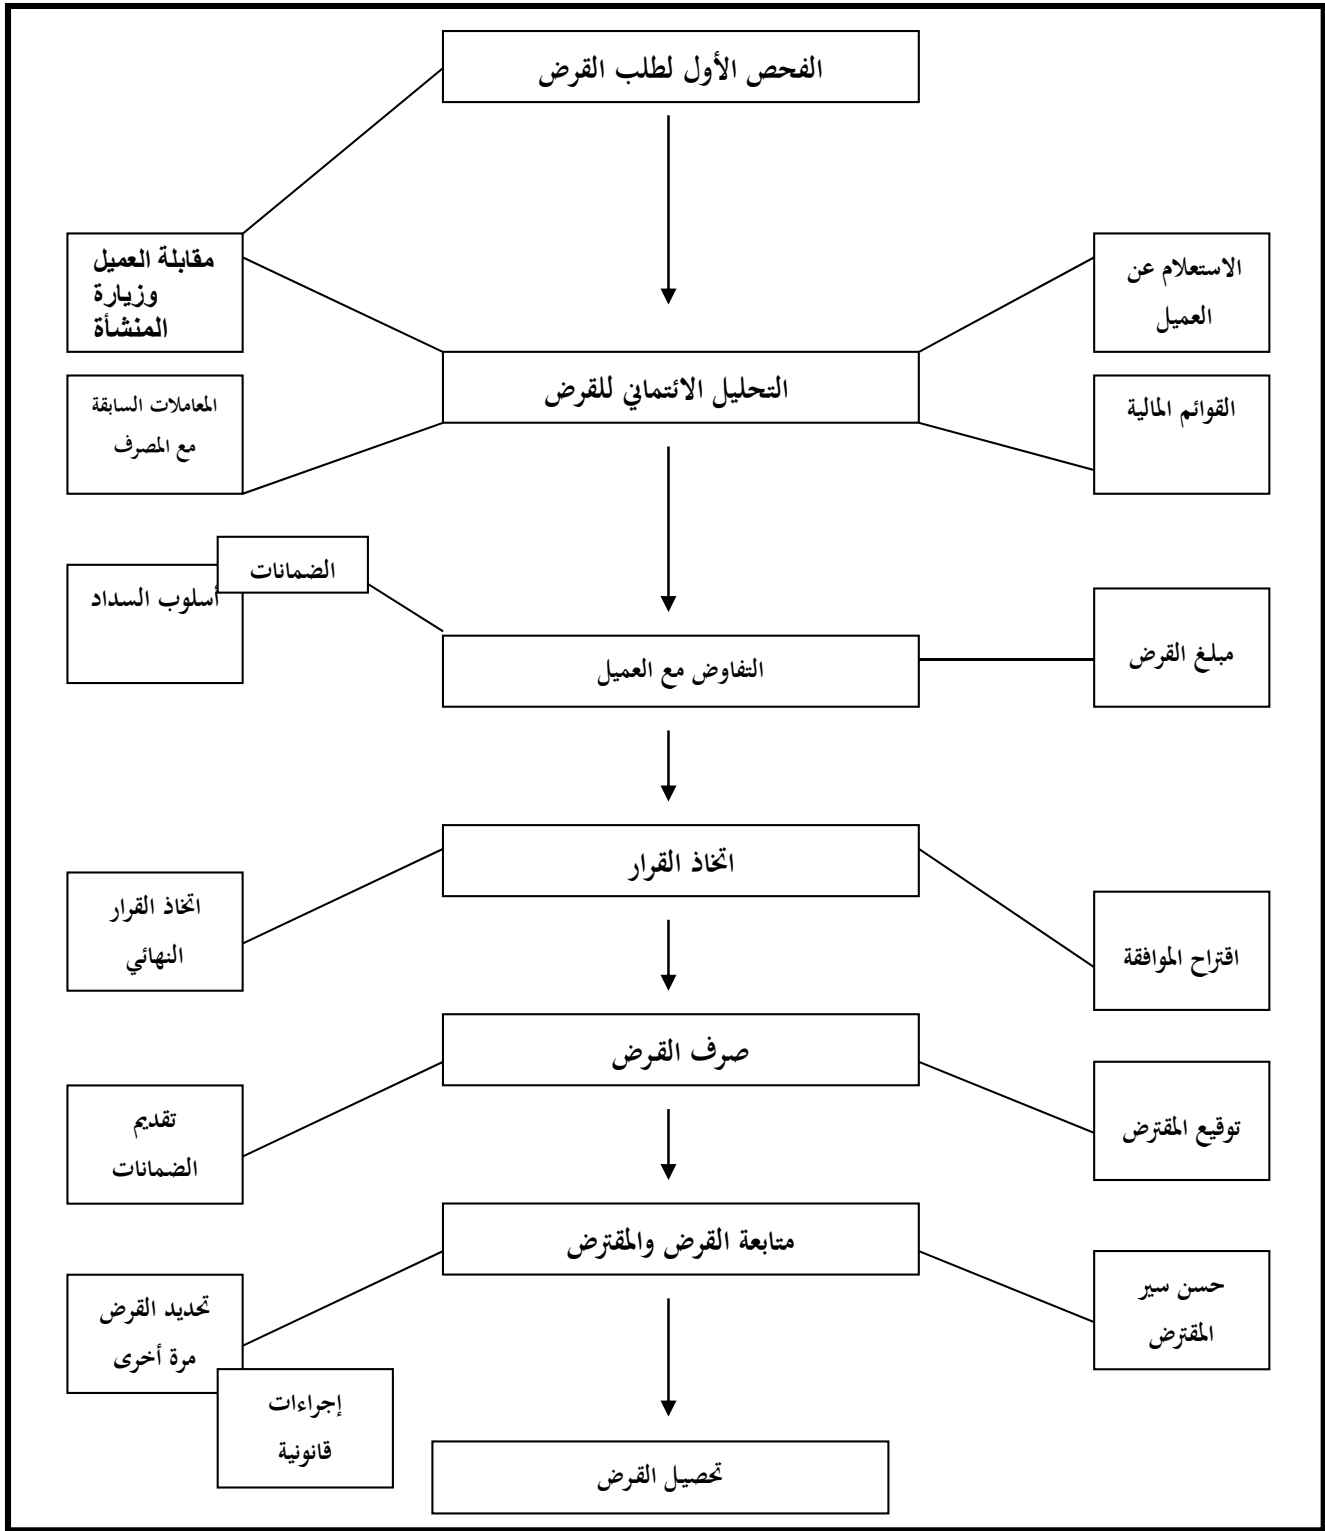 الفحص الأول لطلب القرض
الاستعلام عن
العميل
مقابلة العميل
وزيارة
المنشأة
التحليل الائتماني للقرض
القوائم المالية
المعاملات السابقة
مع المصرف
الضمانات
أسلوب السداد
مبلغ القرض
التفاوض مع العميل
اتخاذ القرار
اقتراح الموافقة
اتخاذ القرار
النهائي
صرف القرض
توقيع المقترض
تقديم
الضمانات
متابعة القرض والمقترض
حسن سير
المقترض
تحديد القرض
مرة أخرى
إجراءات
قانونية
تحصيل القرض